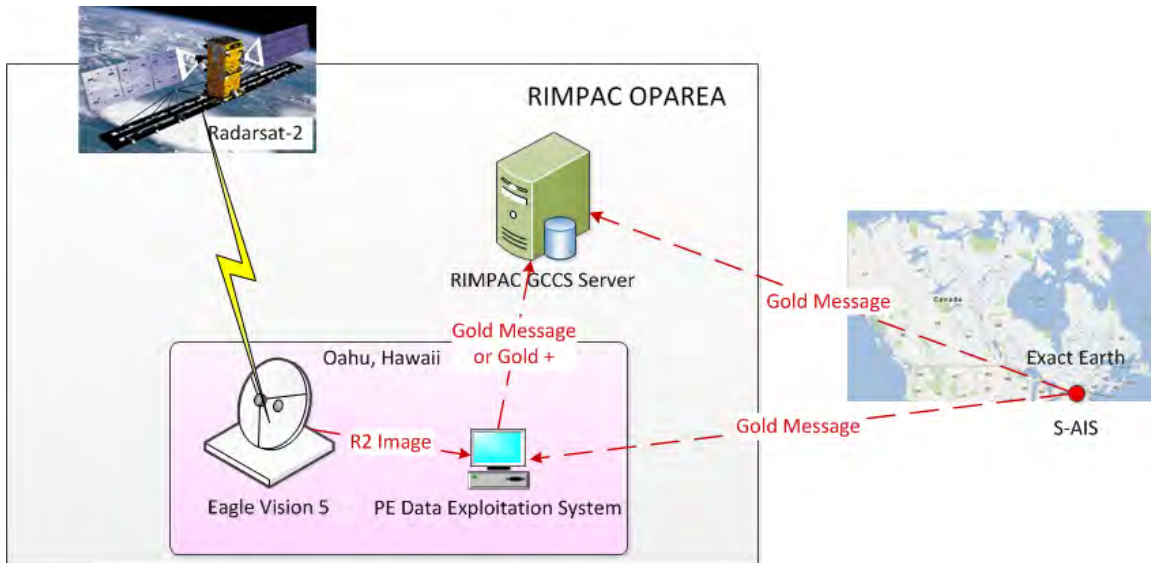 RIMPAC OPAREA
Radarsat-2
RIMPAC GCCS Server
Gold Message
Canada
Exact Earth
S-AIS
Gold Message
or Gold +
Oahu, Hawaii
Gold Message
R2 Image
Eagle Vision 5
PE Data Exploitation System